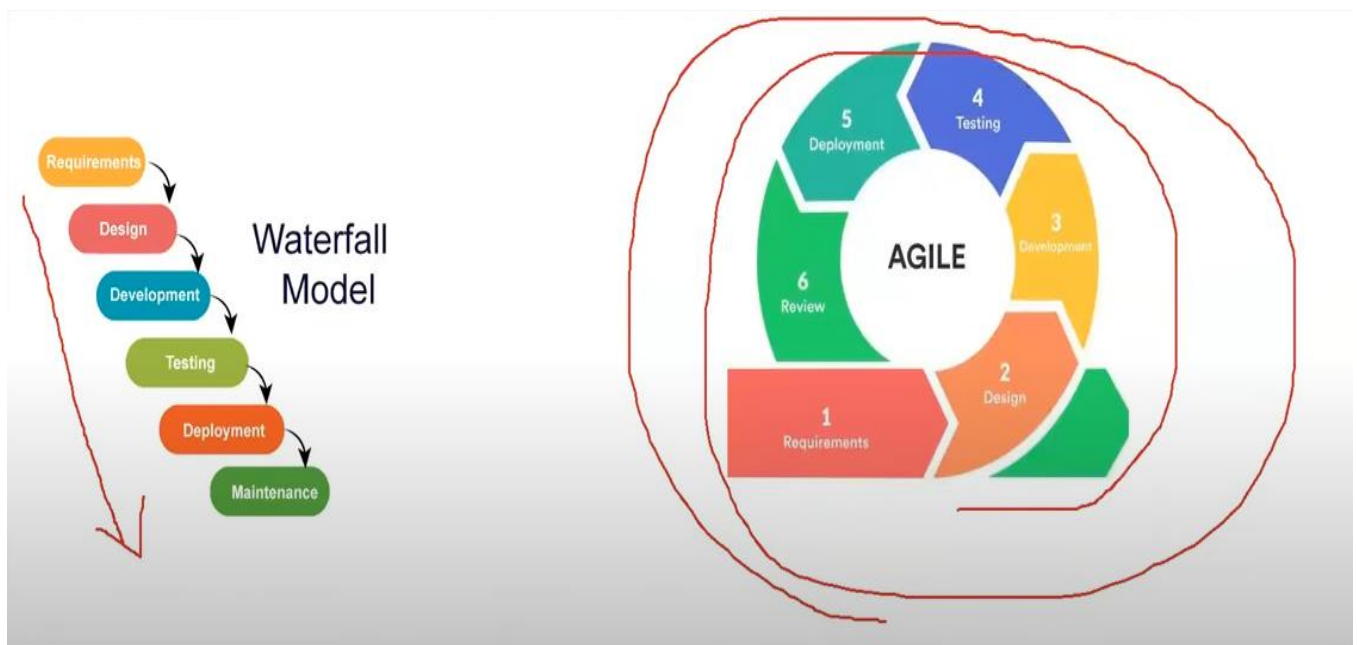 Requirements
Design
Development
Testing
Deployment
Maintenance
Waterfall
Model
AGILE
1
Requirements
2
Design
3
Development
4
Testing
5
Deployment
6
Review